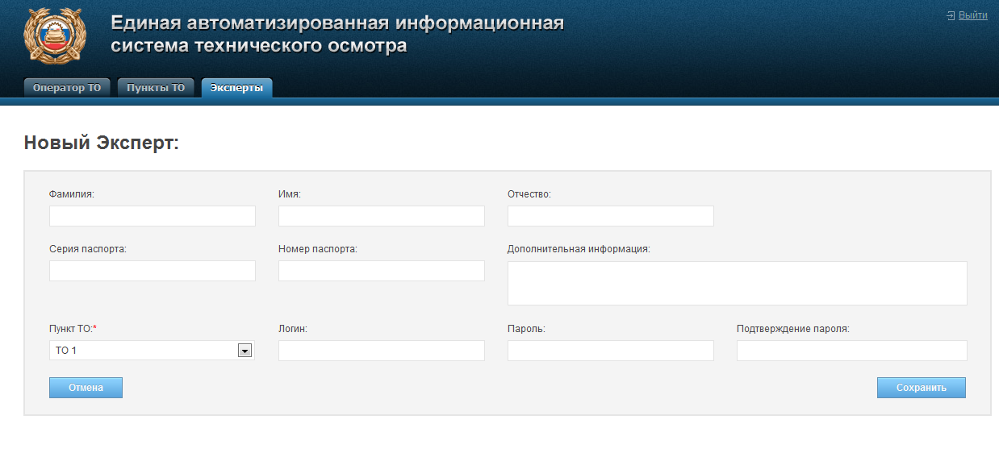 Единая автоматизированная информационная
система технического осмотра
Выйти
Оператор ТО
Пункты ТО
Эксперты
Новый Эксперт:
Фамилия:
Имя:
Отчество:
Серия паспорта:
Номер паспорта:
Дополнительная информация:
Пункт ТО:*
Логин:
Пароль:
Подтверждение пароля:
ТО 1
Отмена
Сохранить